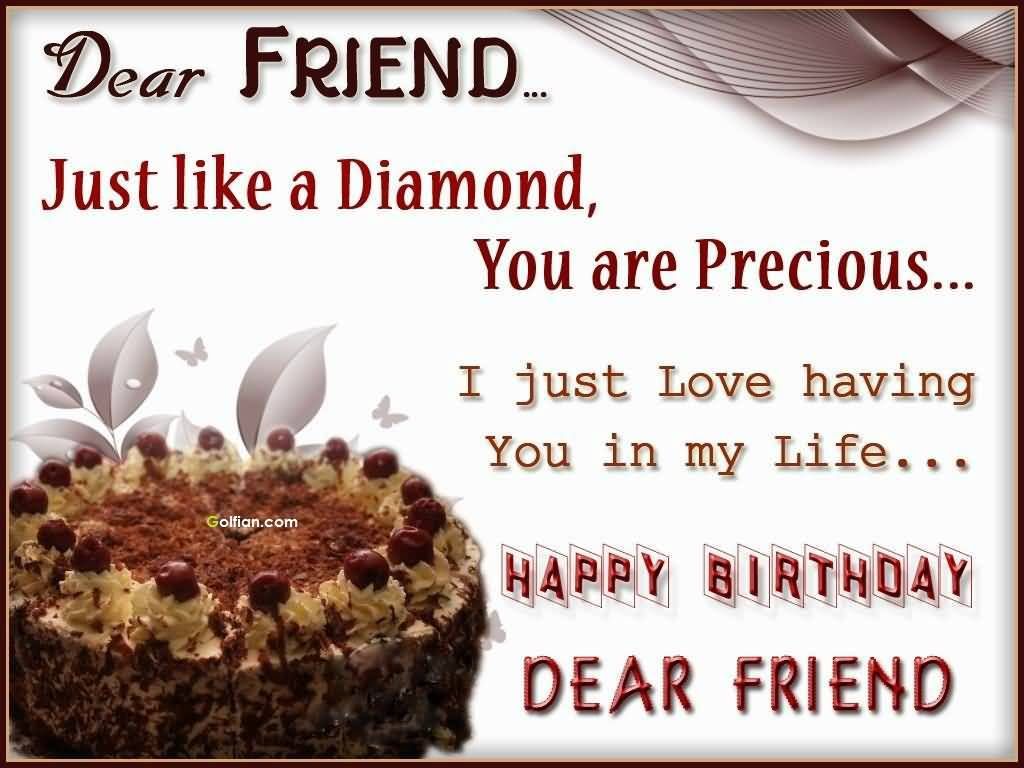 Dear FRIEND...
Just like a Diamond,
You are Precious...
I just Love having
You in my Life...
Golfian.com
HAPPY BIRTHDAY
DEAR FRIEND